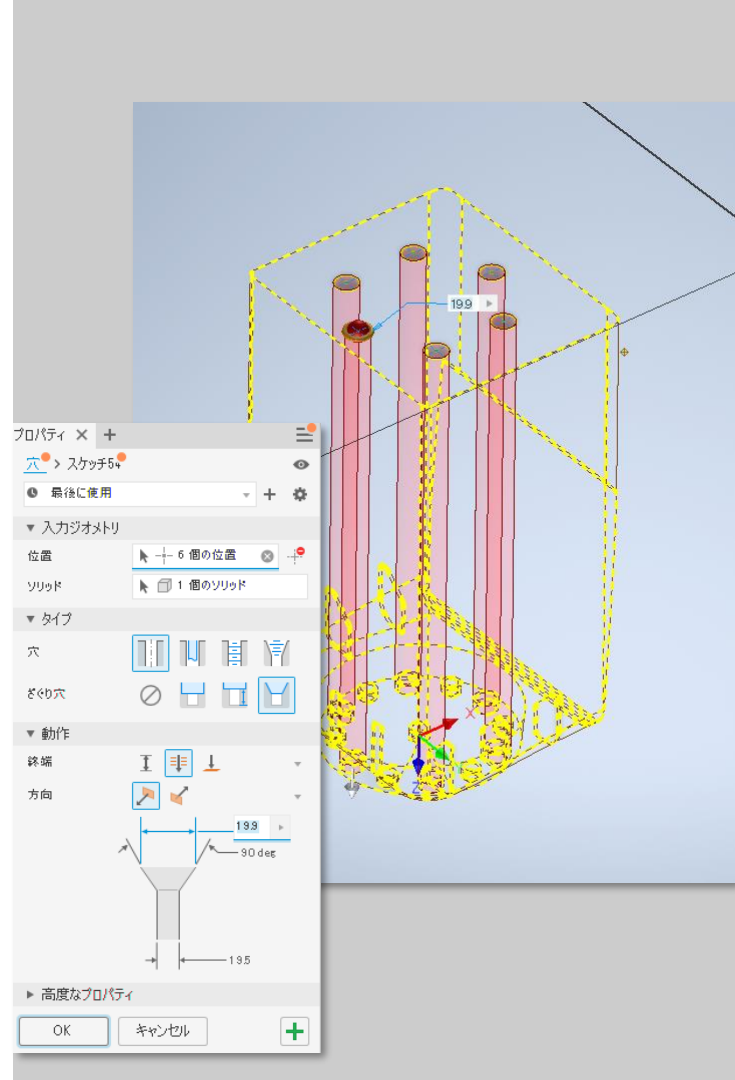 19.9
プロパティ × +
穴 > スケッチ54
最後に使用
▼ 入力ジオメトリ
位置 6 個の位置
ソリッド 1 個のソリッド
▼ タイプ
穴
ざぐり穴
▼ 動作
終端
方向
19.9
90 deg
19.5
▶ 高度なプロパティ
OK キャンセル
X
Z